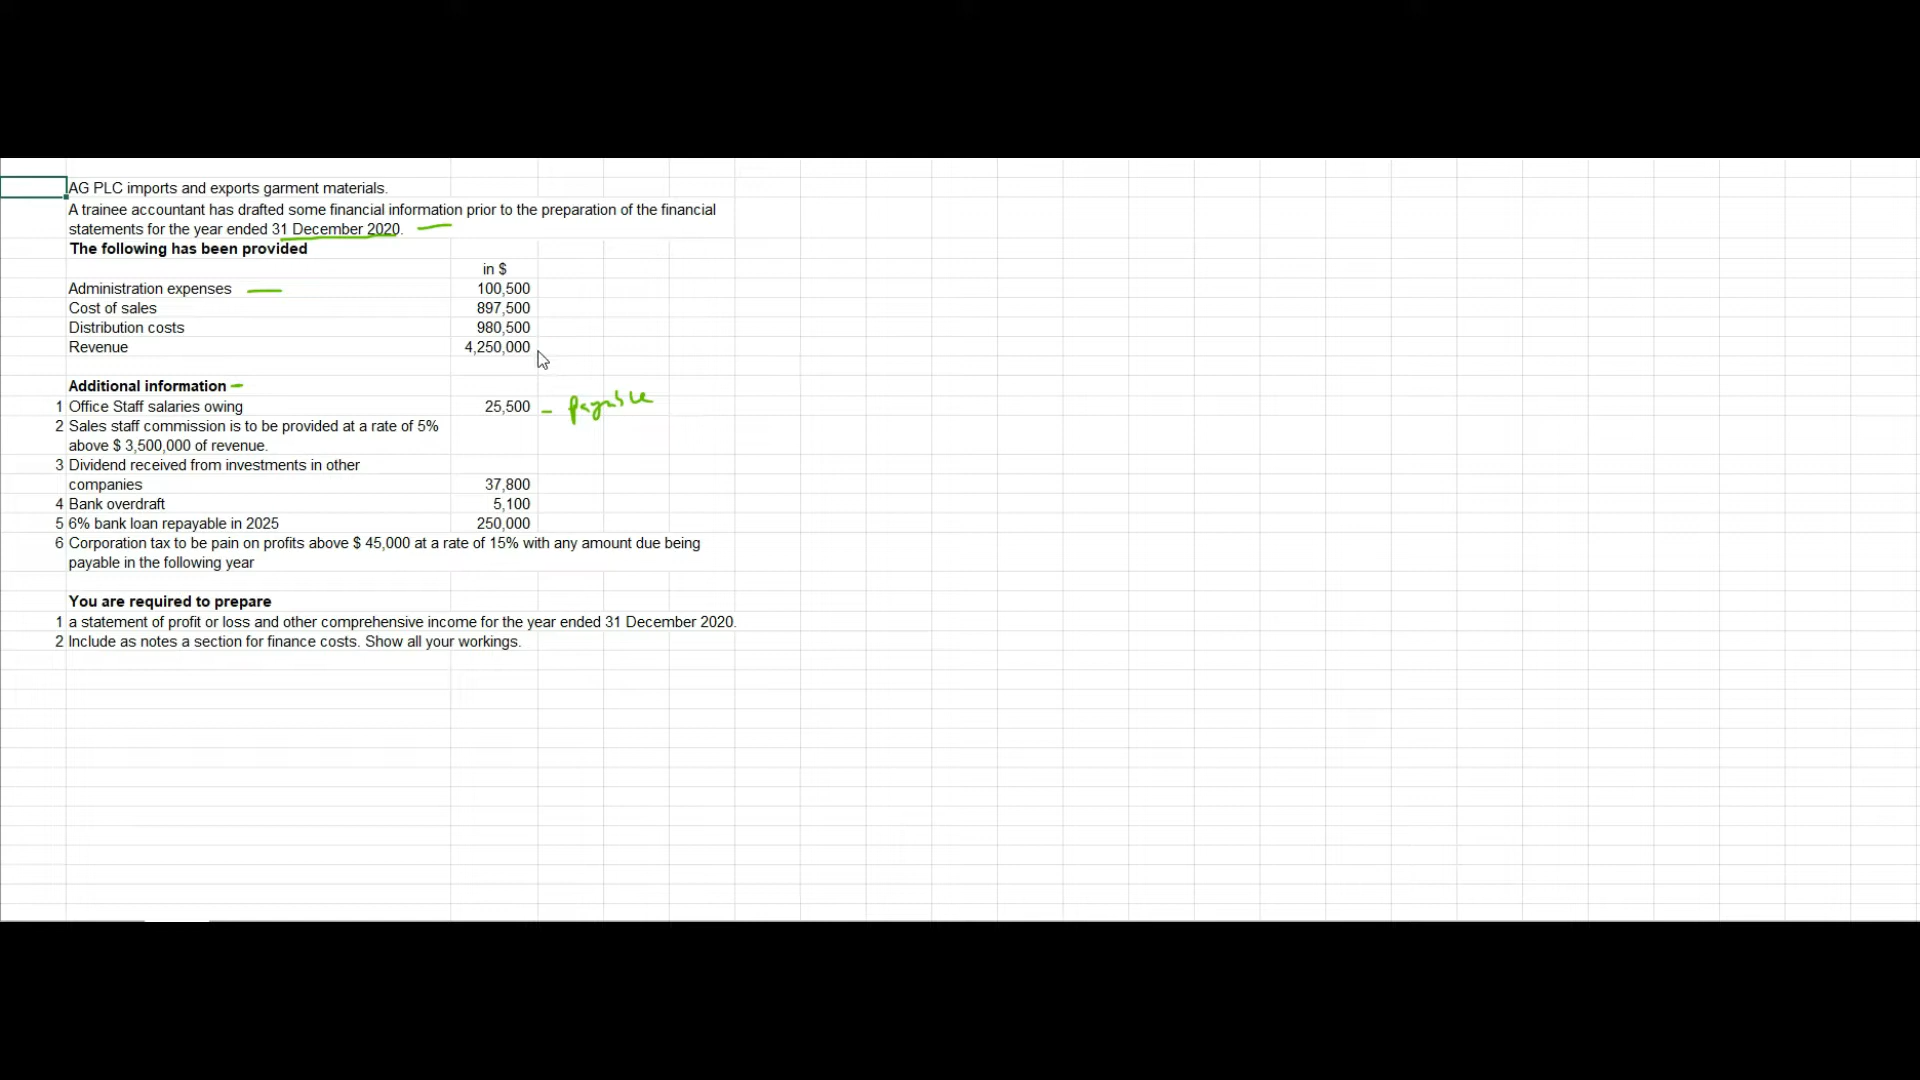 AG PLC imports and exports garment materials.
A trainee accountant has drafted some financial information prior to the preparation of the financial
statements for the year ended 31 December 2020.
The following has been provided
in $
Administration expenses 100,500
Cost of sales 897,500
Distribution costs 980,500
Revenue 4,250,000
Additional information
1 Office Staff salaries owing 25,500 - payable
2 Sales staff commission is to be provided at a rate of 5%
above $ 3,500,000 of revenue.
3 Dividend received from investments in other
companies 37,800
4 Bank overdraft 5,100
5 6% bank loan repayable in 2025 250,000
6 Corporation tax to be pain on profits above $ 45,000 at a rate of 15% with any amount due being
payable in the following year
You are required to prepare
1 a statement of profit or loss and other comprehensive income for the year ended 31 December 2020.
2 Include as notes a section for finance costs. Show all your workings.